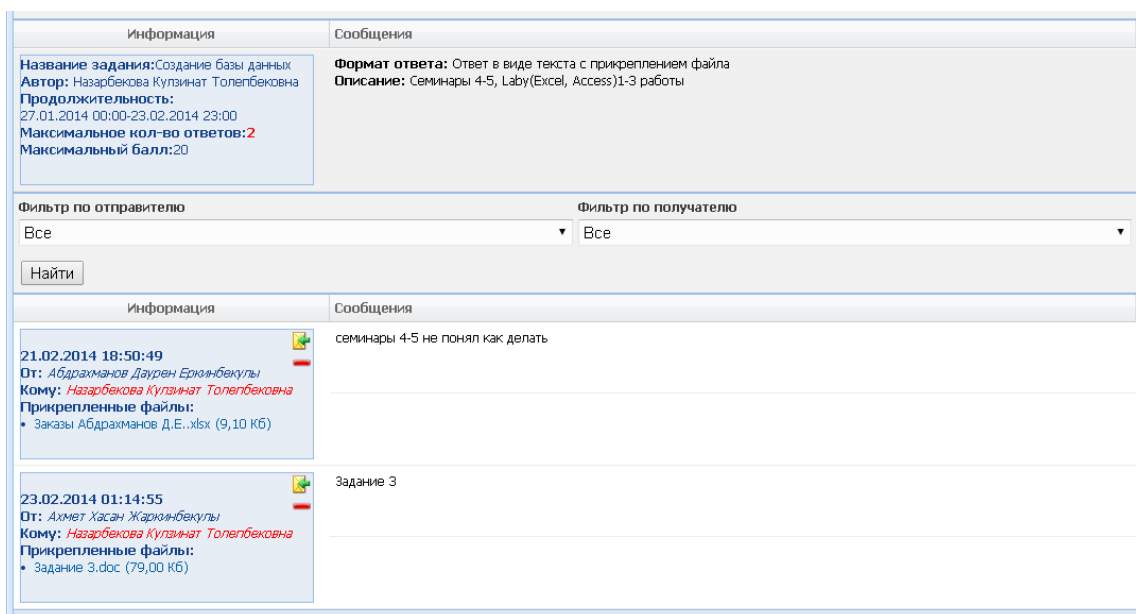 Информация
Сообщения
Название задания:Создание базы данных
Автор: Назарбекова Кулзинат Толепбековна
Продолжительность:
27.01.2014 00:00-23.02.2014 23:00
Максимальное кол-во ответов:2
Максимальный балл:20
Формат ответа: Ответ в виде текста с прикреплением файла
Описание: Семинары 4-5, Laby(Excel, Access)1-3 работы
Фильтр по отправителю
Фильтр по получателю
Все
Все
Найти
Информация
Сообщения
21.02.2014 18:50:49
От: Абдрахманов Даурен Еркинбекулы
Кому: Назарбекова Кулзинат Толепбековна
Прикрепленные файлы:
• Заказы Абдрахманов Д.Е..xlsx (9,10 Кб)
семинары 4-5 не понял как делать
23.02.2014 01:14:55
От: Ахмет Хасан Жаркинбекулы
Кому: Назарбекова Кулзинат Толепбековна
Прикрепленные файлы:
• Задание 3.doc (79,00 Кб)
Задание 3